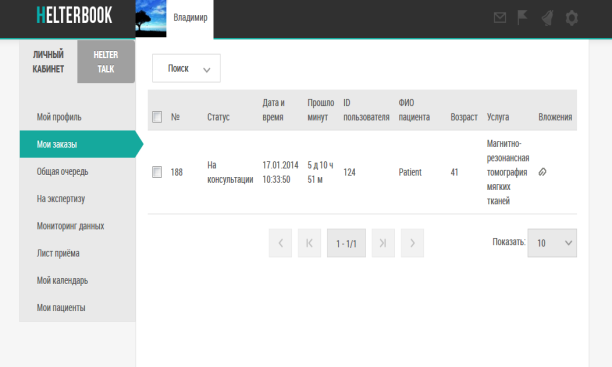 HELTERBOOK
Владимир
ЛИЧНЫЙ
КАБИНЕТ
HELTER
TALK
Мой профиль
Мои заказы
Общая очередь
На экспертизу
Мониторинг данных
Лист приёма
Мой календарь
Мои пациенты
Поиск
№
Статус
Дата и
время
Прошло
минут
ID
пользователя
ФИО
пациента
Возраст
Услуга
Вложения
188
На
консультации
17.01.2014
10:33:50
5 д 10 ч
51 м
124
Patient
41
Магнитно-
резонансная
томография
мягких
тканей
1 - 1/1
Показать:
10